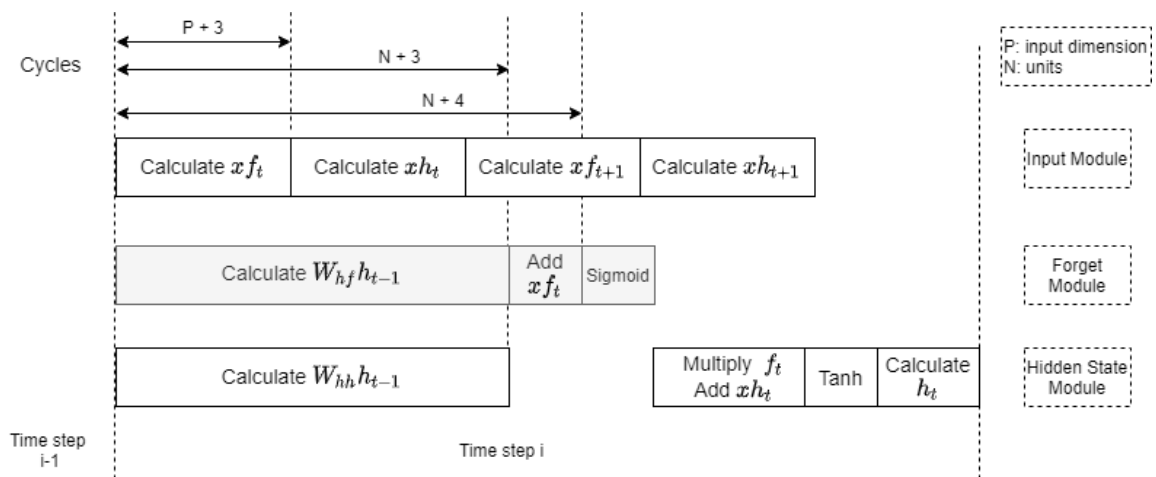 P + 3
P: input dimension
N: units
Cycles
N + 3
N + 4
Calculate xf_t
Calculate xh_t
Calculate xf_{t+1}
Calculate xh_{t+1}
Input Module
Calculate W_{hf}h_{t−1}
Add
xf_t
Sigmoid
Forget
Module
Calculate W_{hh}h_{t−1}
Multiply f_t
Add xh_t
Tanh
Calculate
h_t
Hidden State
Module
Time step
i-1
Time step i